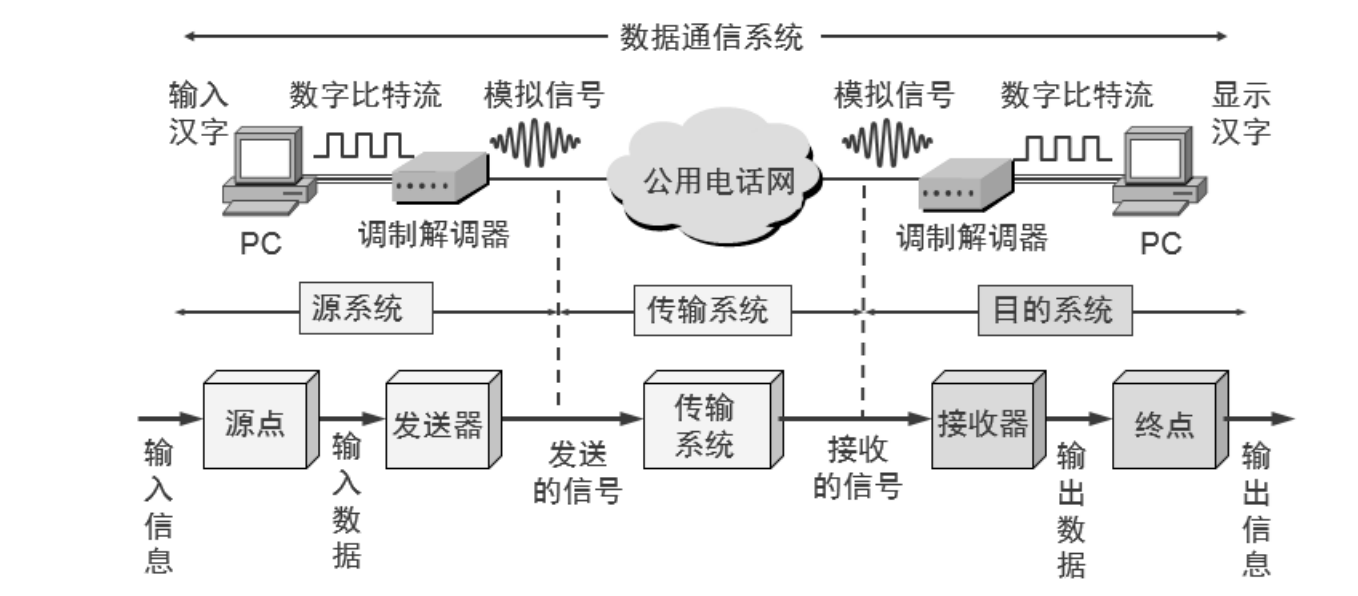 数据通信系统
输入
汉字
数字比特流
模拟信号
模拟信号
数字比特流
显示
汉字
公用电话网
PC
调制解调器
调制解调器
PC
源系统
传输系统
目的系统
源点
发送器
传输
系统
接收器
终点
输入信息
输入数据
发送
的信号
接收
的信号
输出数据
输出信息